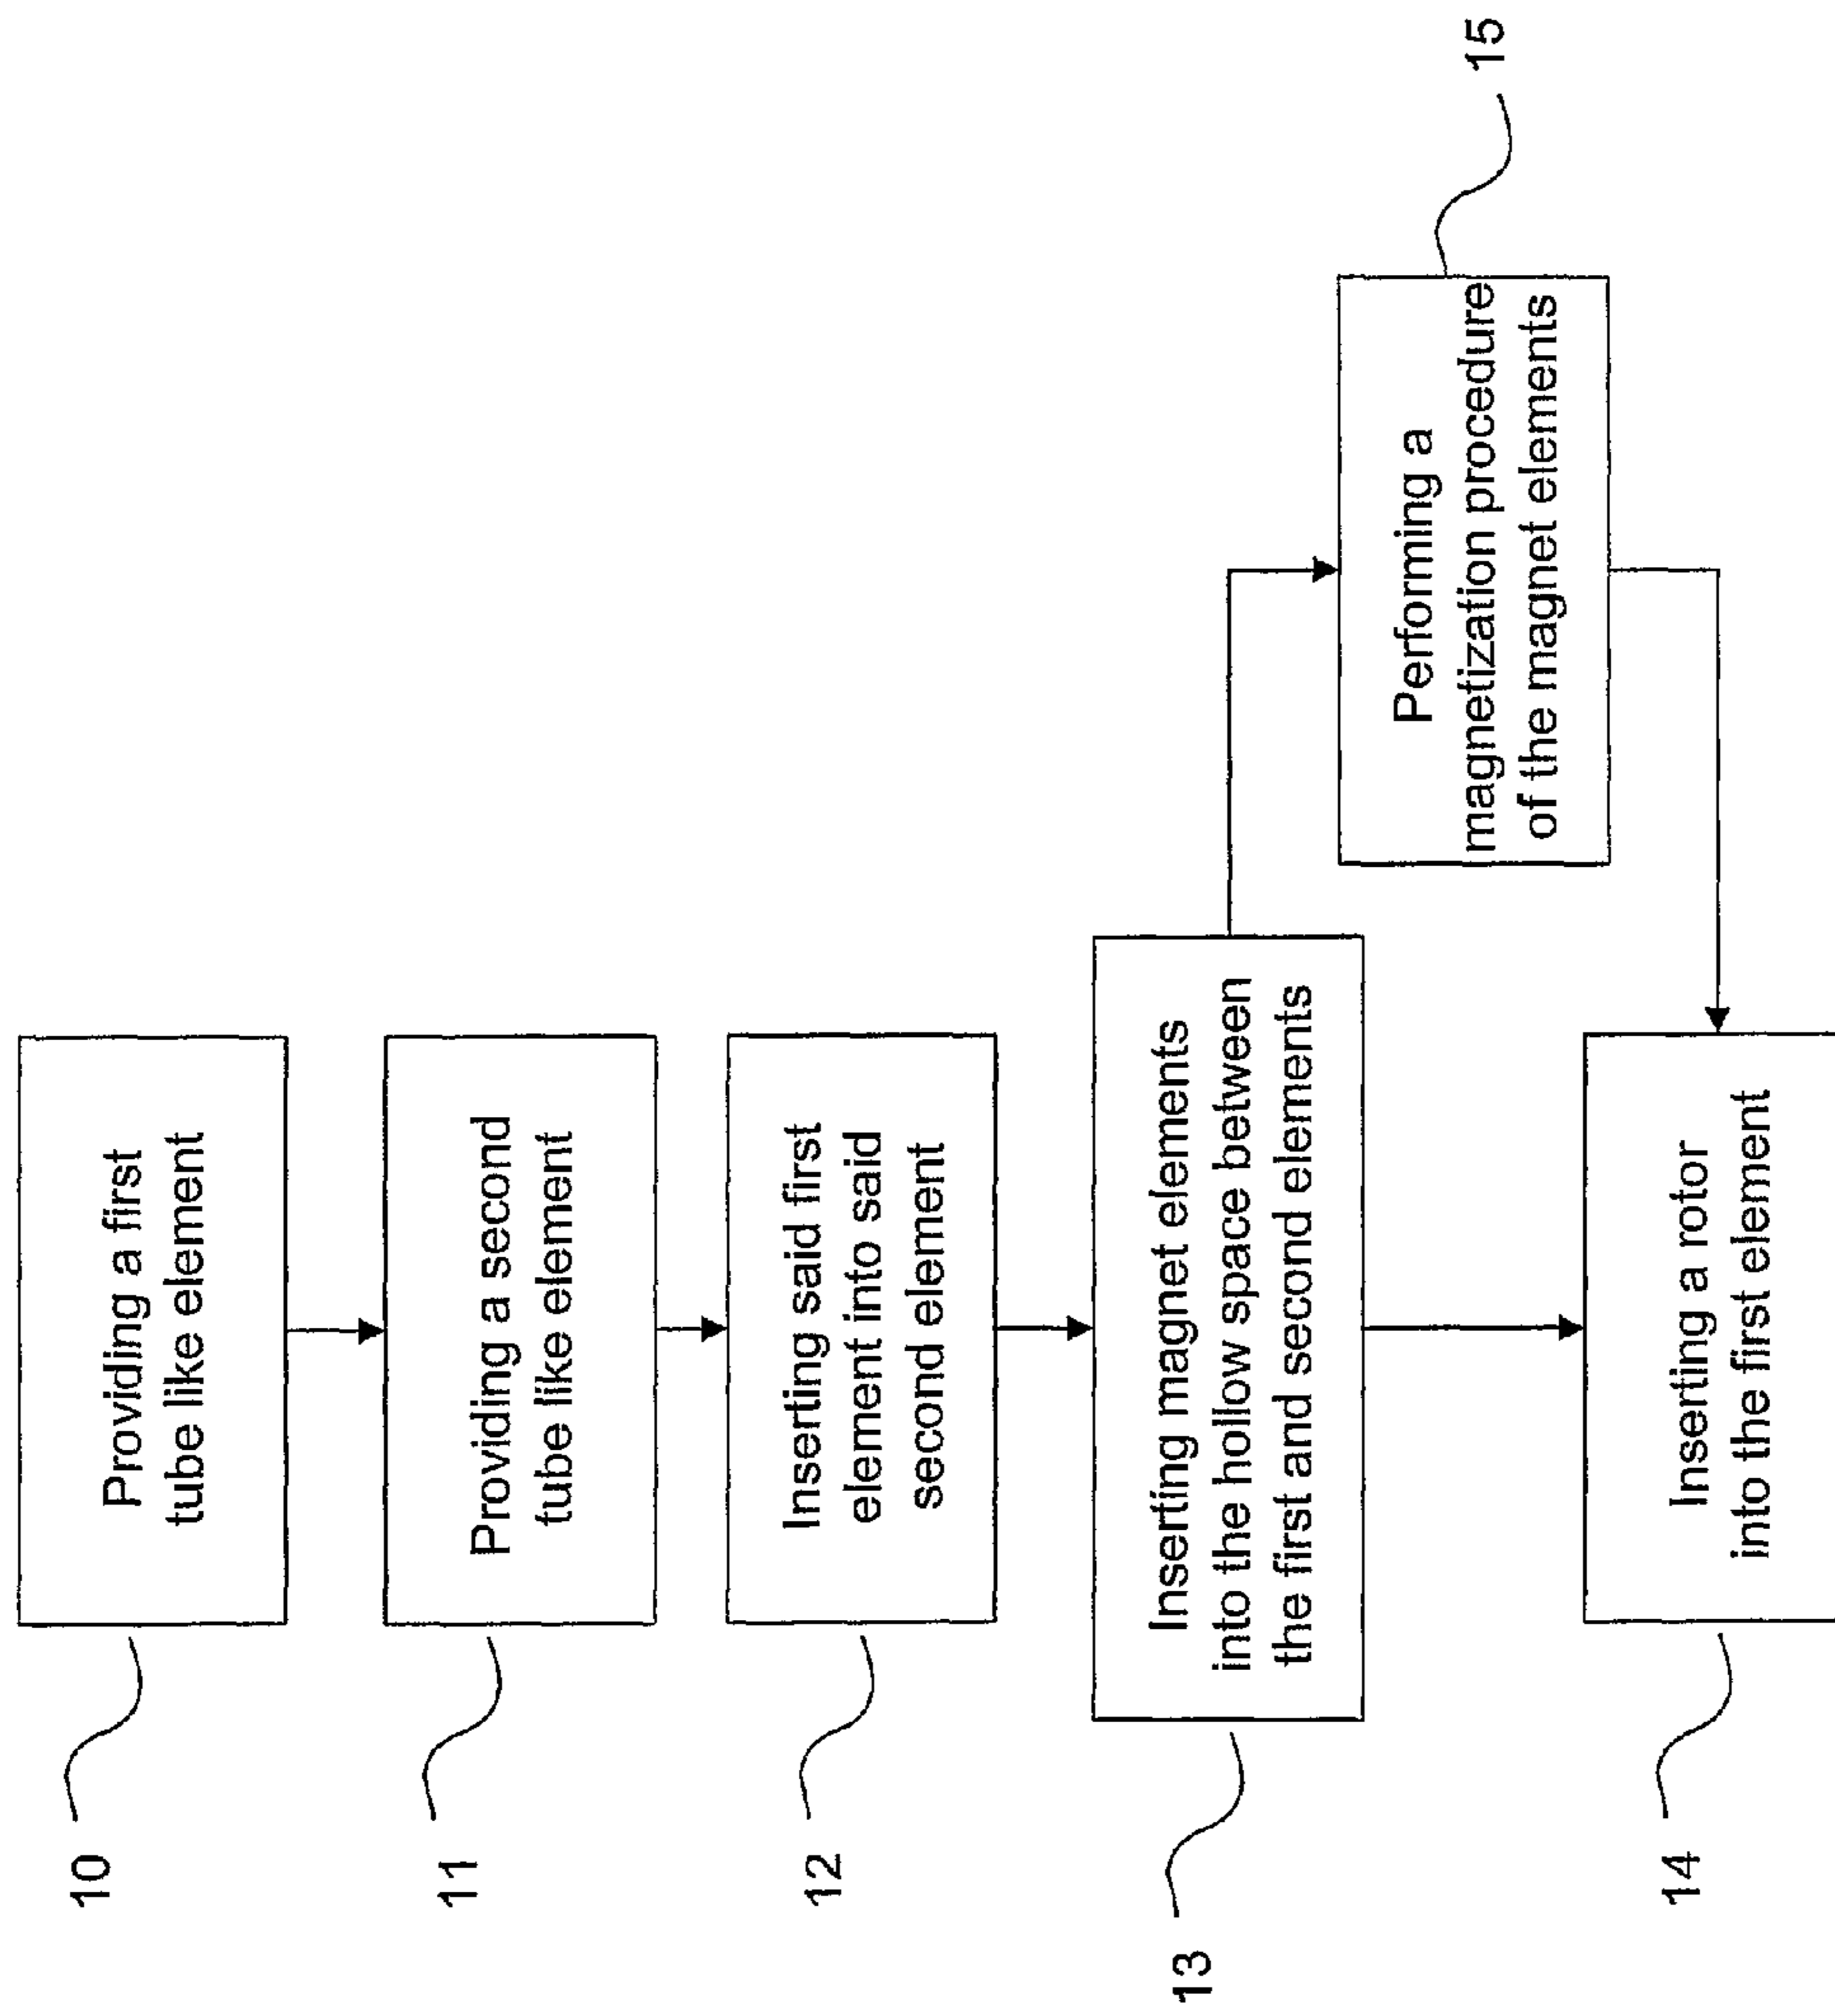 10
Providing a first
tube like element
11
Providing a second
tube like element
12
Inserting said first
element into said
second element
13
Inserting magnet elements
into the hollow space between
the first and second elements
15
Performing a
magnetization procedure
of the magnet elements
14
Inserting a rotor
into the first element